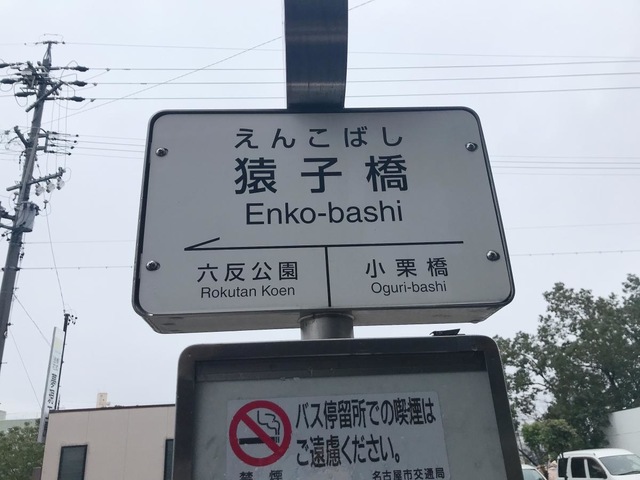 えんこばし
猿子橋
Enko-bashi
六反公園
Rokutan Koen
小栗橋
Oguri-bashi
バス停留所での喫煙は
ご遠慮ください。
禁煙
名古屋市交通局